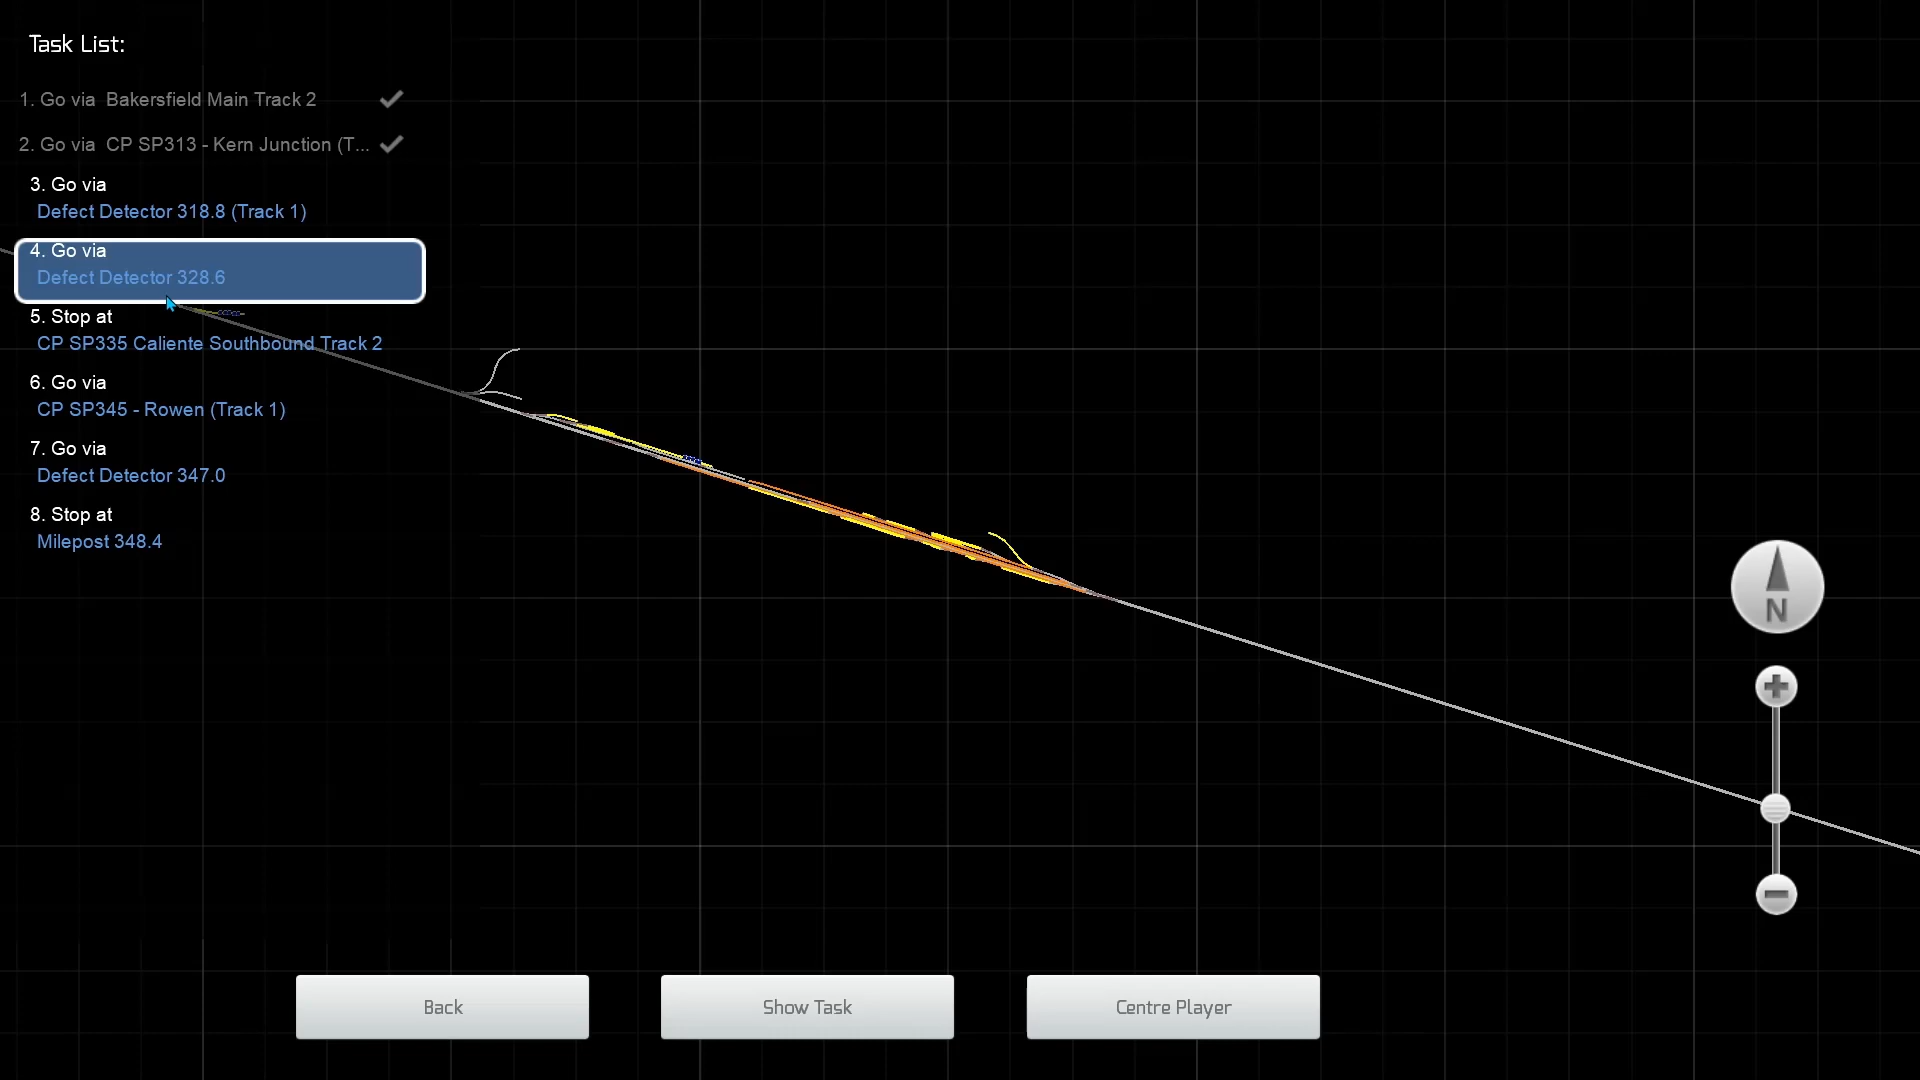 Task List:
1. Go via Bakersfield Main Track 2
2. Go via CP SP313 - Kern Junction (T...
3. Go via
Defect Detector 318.8 (Track 1)
4. Go via
Defect Detector 328.6
5. Stop at
CP SP335 Caliente Southbound Track 2
6. Go via
CP SP345 - Rowen (Track 1)
7. Go via
Defect Detector 347.0
8. Stop at
Milepost 348.4
N
Back
Show Task
Centre Player